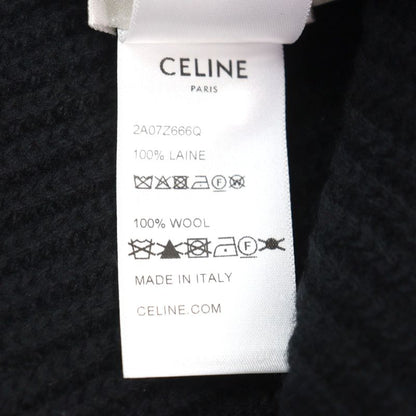 CELINE
PARIS
2A07Z666Q
100% LAINE
100% WOOL
MADE IN ITALY
CELINE.COM